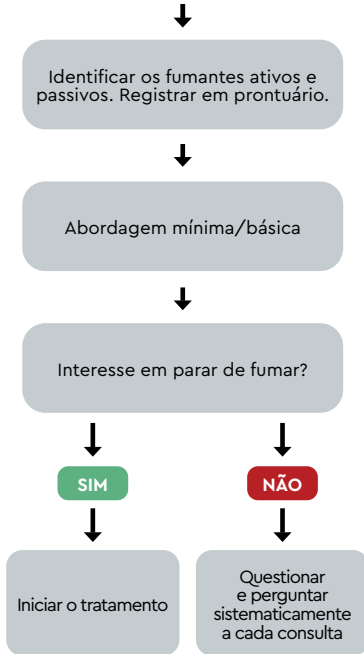 Identificar os fumantes ativos e
passivos. Registrar em prontuário.
Abordagem mínima/básica
Interesse em parar de fumar?
SIM
NÃO
Iniciar o tratamento
Questionar
e perguntar
sistematicamente
a cada consulta